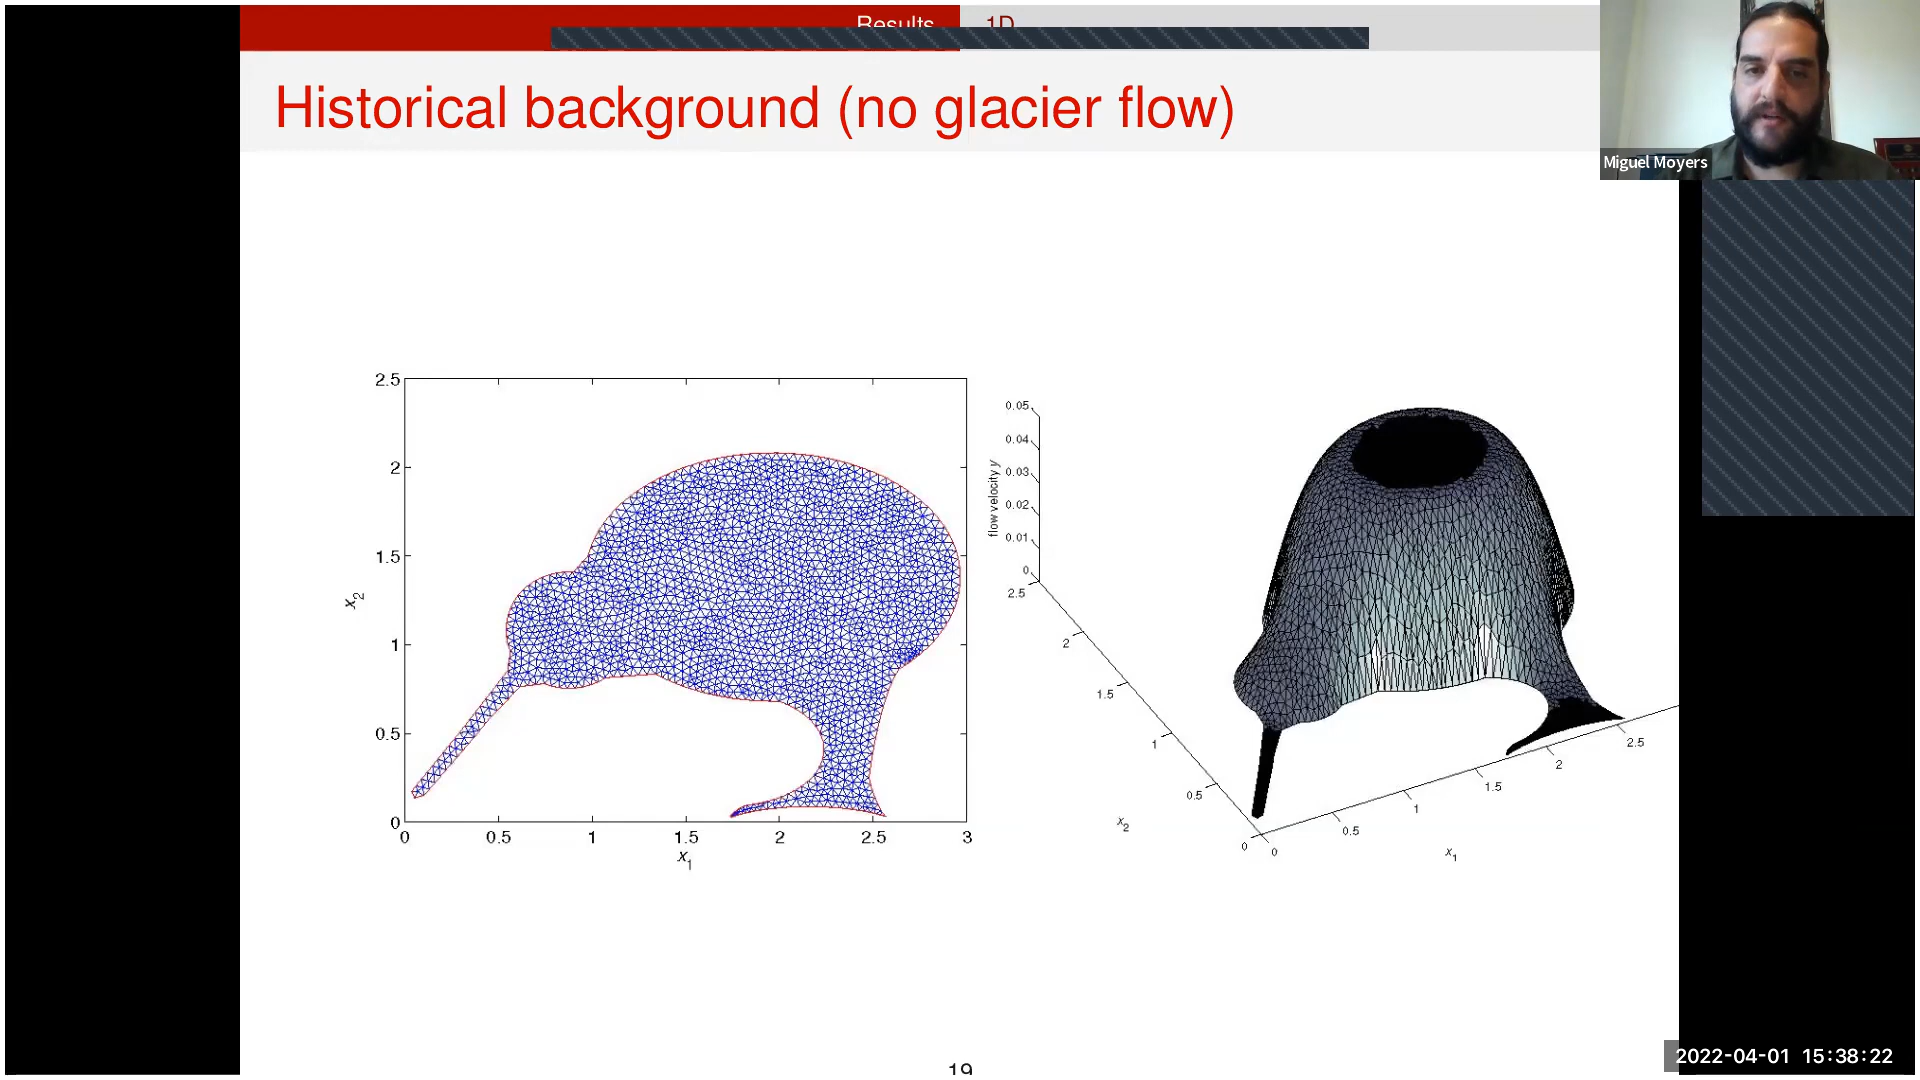 Results 1D
Historical background (no glacier flow)
Miguel Moyers
2.5
2
1.5
1
0.5
0
x2
0 0.5 1 1.5 2 2.5 3
x1
0.05
0.04
0.03
0.02
0.01
0
flow velocity y
2.5
2
1.5
1
0.5
0
x2
0
0.5
1
1.5
2
2.5
x1
19
2022-04-01 15:38:22